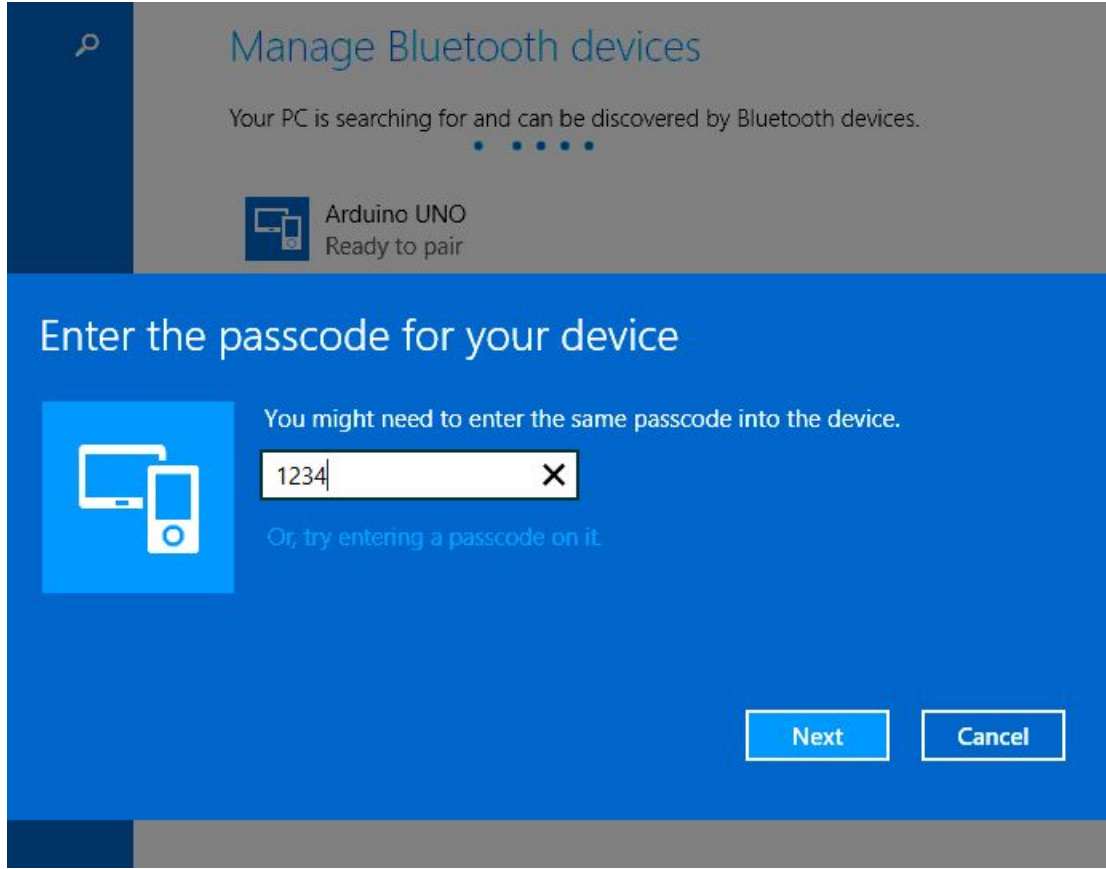 Manage Bluetooth devices
Your PC is searching for and can be discovered by Bluetooth devices.
Arduino UNO
Ready to pair
Enter the passcode for your device
You might need to enter the same passcode into the device.
1234
Or, try entering a passcode on it.
Next
Cancel